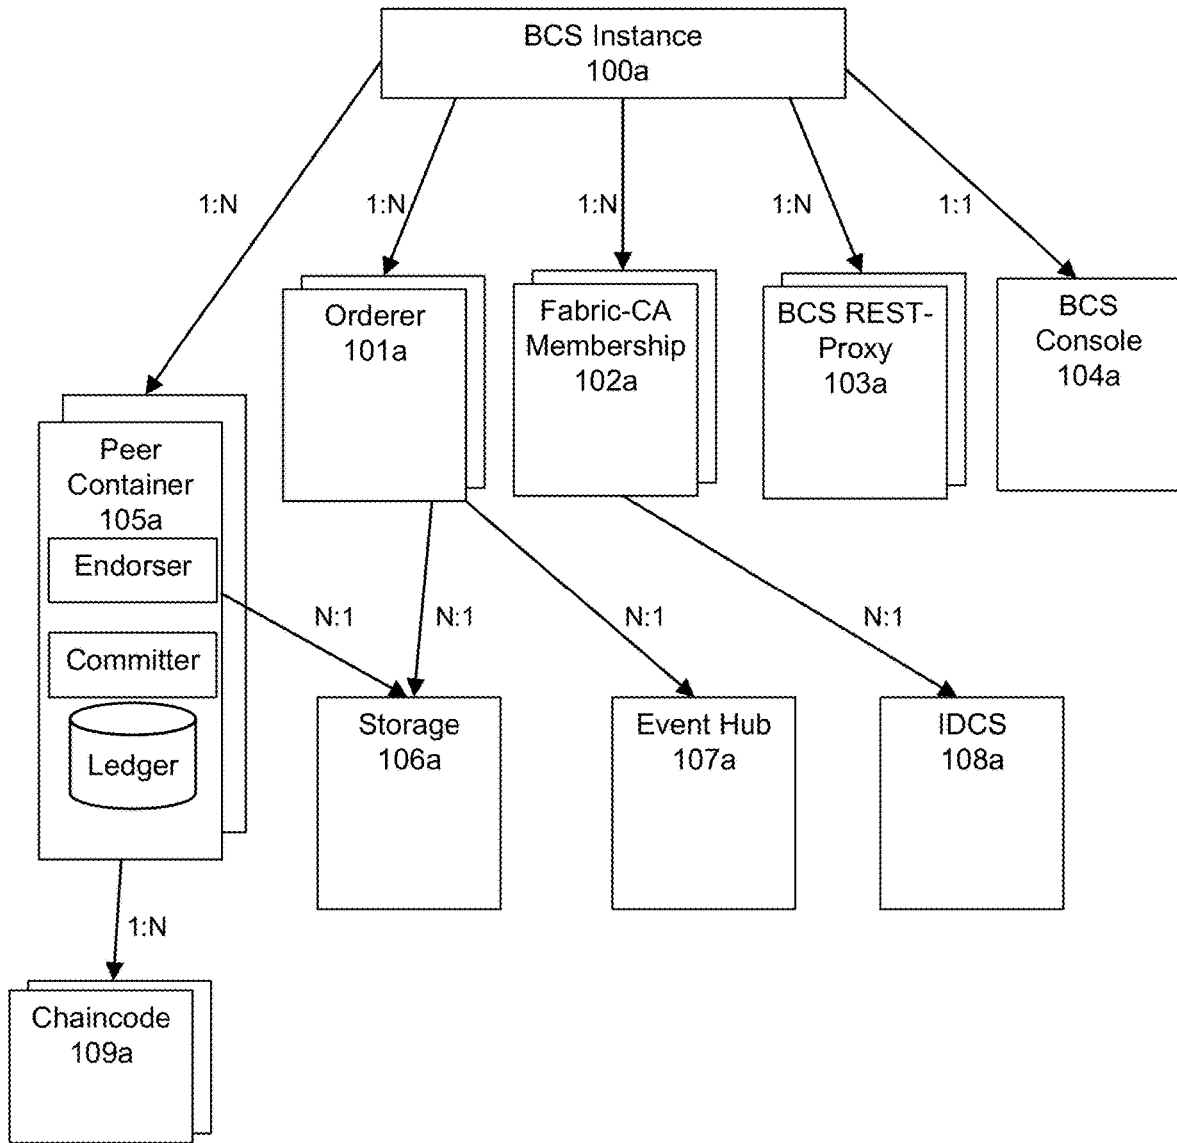 BCS Instance
100a
1:N
1:N
1:N
1:N
1:1
Orderer
101a
Fabric-CA
Membership
102a
BCS REST-
Proxy
103a
BCS
Console
104a
Peer
Container
105a
Endorser
Committer
Ledger
N:1
N:1
N:1
N:1
Storage
106a
Event Hub
107a
IDCS
108a
1:N
Chaincode
109a